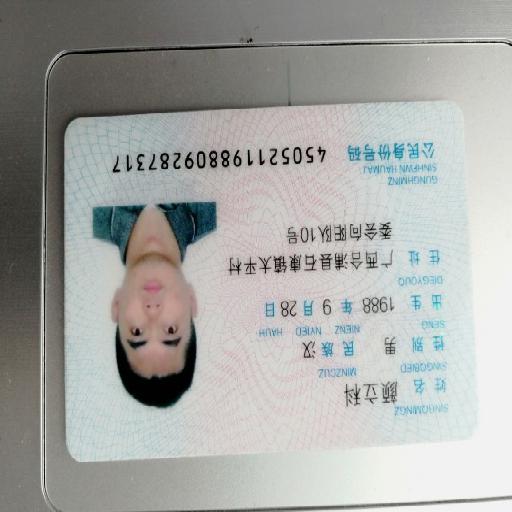 SINGQMINGZ
姓名 颜立科
SINGQBIED MINZCUZ
性别 男 民族 汉
SENG NIENZ NYIED HAUH
出生 1988 年 9 月 28 日
DIEGYOUQ
住址 广西合浦县石康镇太平村
委会向阳队10号
GUNGHMINZ
SINHFWN HAUMAJ
公民身份号码 450521198809287317